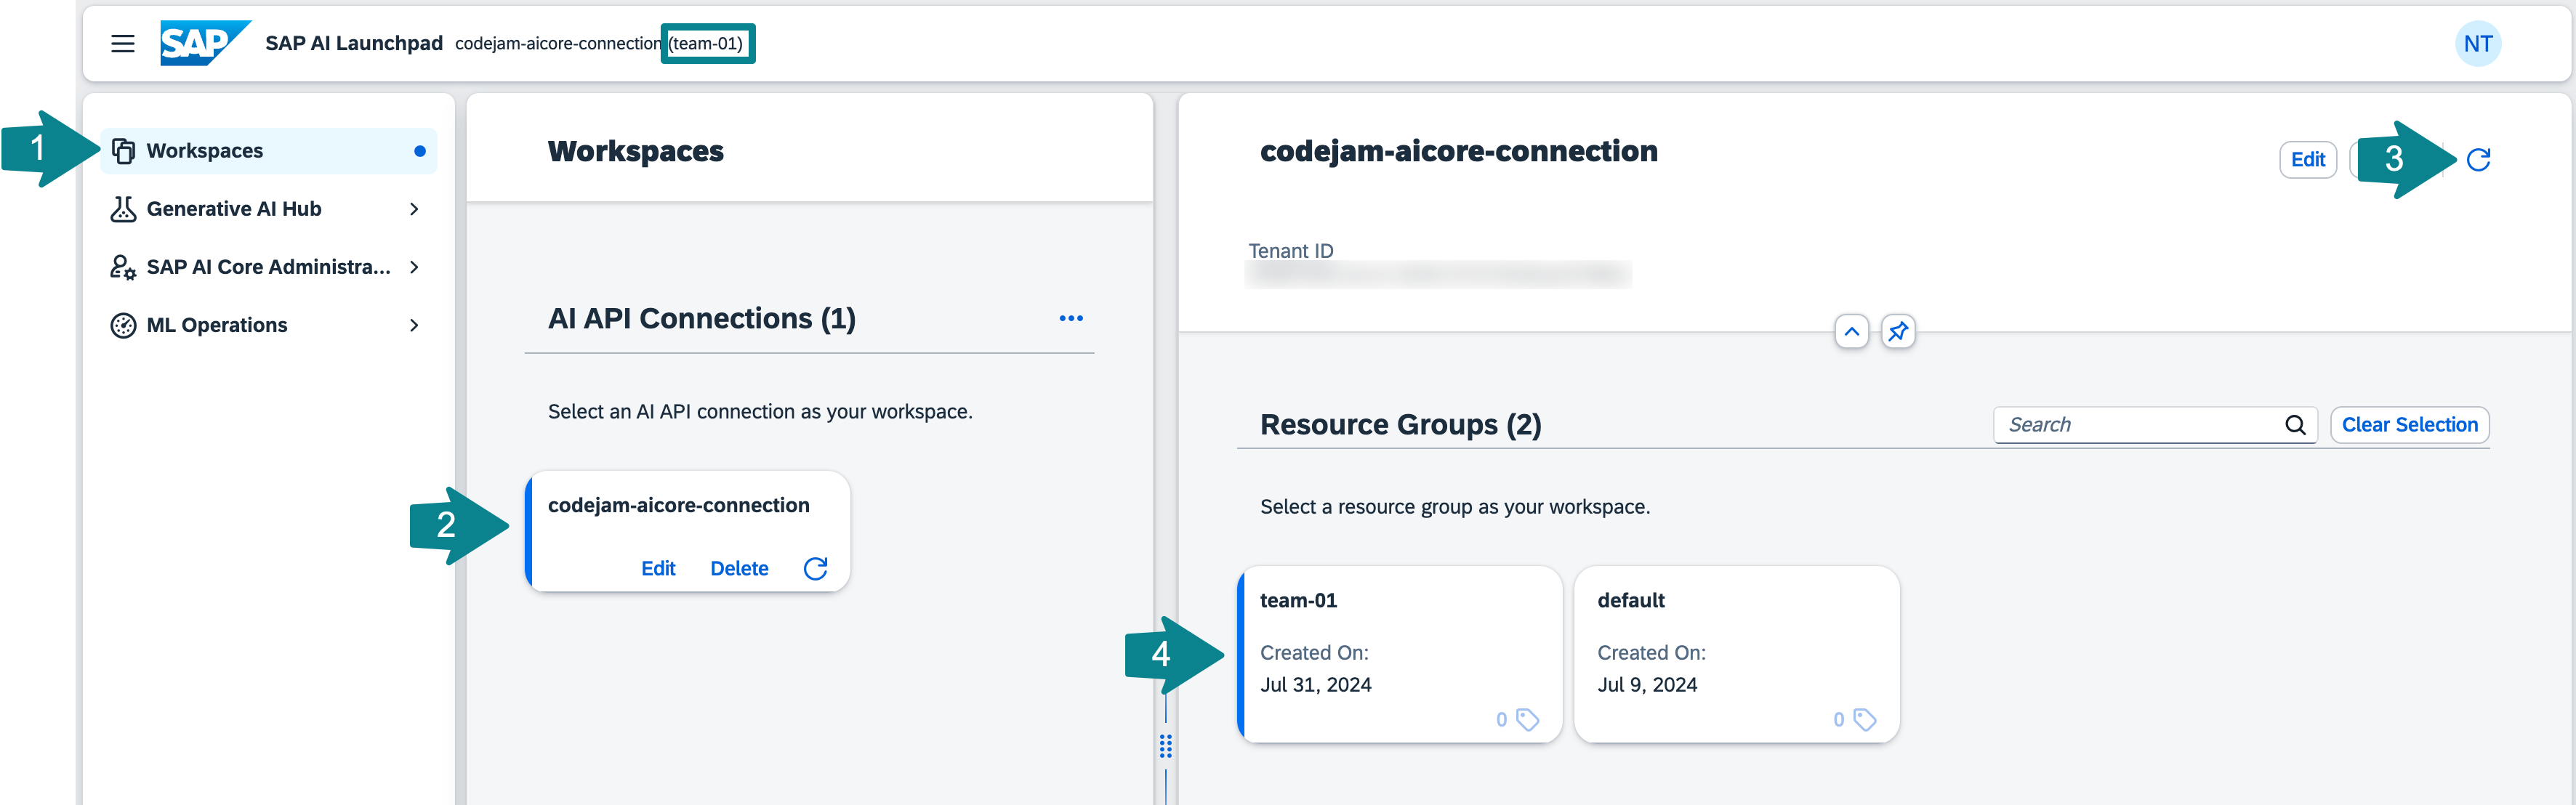 SAP SAP AI Launchpad codejam-aicore-connection (team-01) NT
1
Workspaces
Generative AI Hub
SAP AI Core Administra...
ML Operations
Workspaces
AI API Connections (1)
Select an AI API connection as your workspace.
2
codejam-aicore-connection
Edit Delete
codejam-aicore-connection
Edit
3
Tenant ID
Resource Groups (2)
Search
Clear Selection
Select a resource group as your workspace.
4
team-01
Created On:
Jul 31, 2024
0
default
Created On:
Jul 9, 2024
0